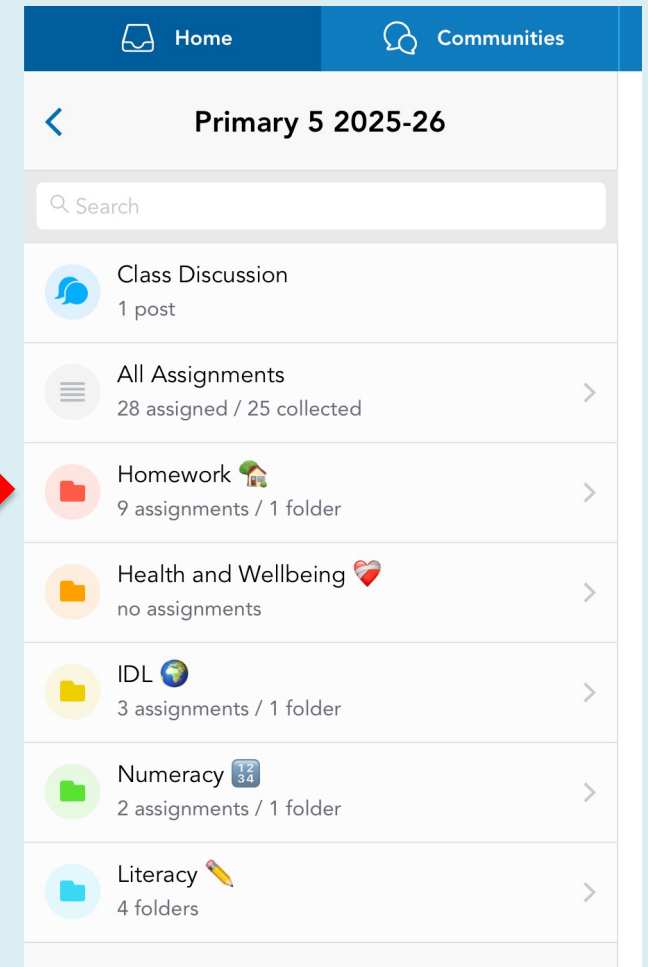 Home
Communities
Primary 5 2025-26
Search
Class Discussion
1 post
All Assignments
28 assigned / 25 collected
Homework 🏡
9 assignments / 1 folder
Health and Wellbeing ❤️‍🩹
no assignments
IDL 🌍
3 assignments / 1 folder
Numeracy 🔢
2 assignments / 1 folder
Literacy ✏️
4 folders